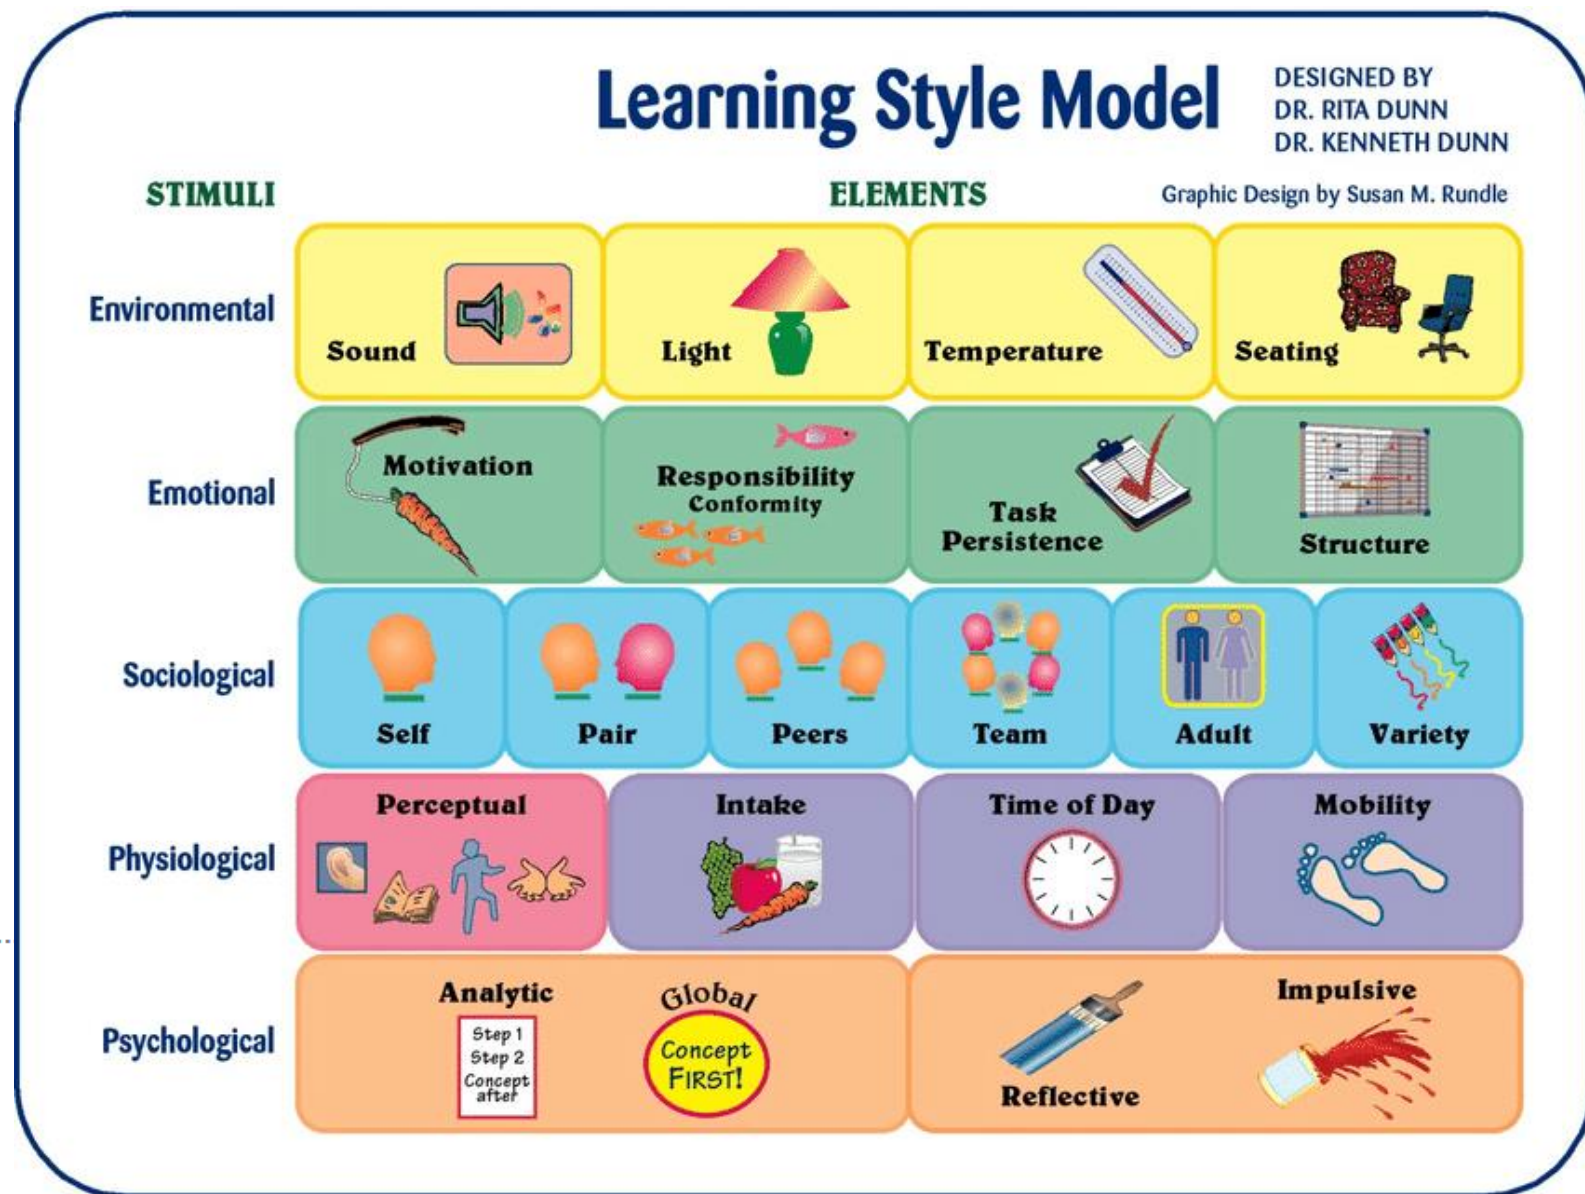 Learning Style Model
DESIGNED BY
DR. RITA DUNN
DR. KENNETH DUNN
STIMULI
ELEMENTS
Graphic Design by Susan M. Rundle
Environmental
Sound
Light
Temperature
Seating
Emotional
Motivation
Responsibility
Conformity
Task
Persistence
Structure
Sociological
Self
Pair
Peers
Team
Adult
Variety
Physiological
Perceptual
Intake
Time of Day
Mobility
Psychological
Analytic
Step 1
Step 2
Concept
after
Global
Concept
FIRST!
Reflective
Impulsive